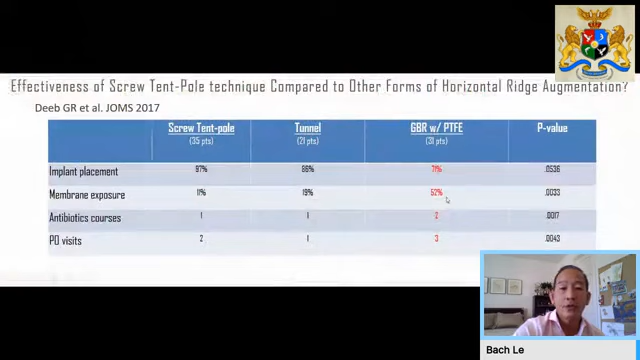 Effectiveness of Screw Tent-Pole technique Compared to Other Forms of Horizontal Ridge Augmentation?
Deeb GR et al. JOMS 2017
Screw Tent-pole (35 pts) Tunnel (21 pts) GBR w/ PTFE (31 pts) P-value
Implant placement 97% 86% 71% .0536
Membrane exposure 11% 19% 52% .0033
Antibiotics courses 1 1 2 .0017
PO visits 2 1 3 .0043
Bach Le